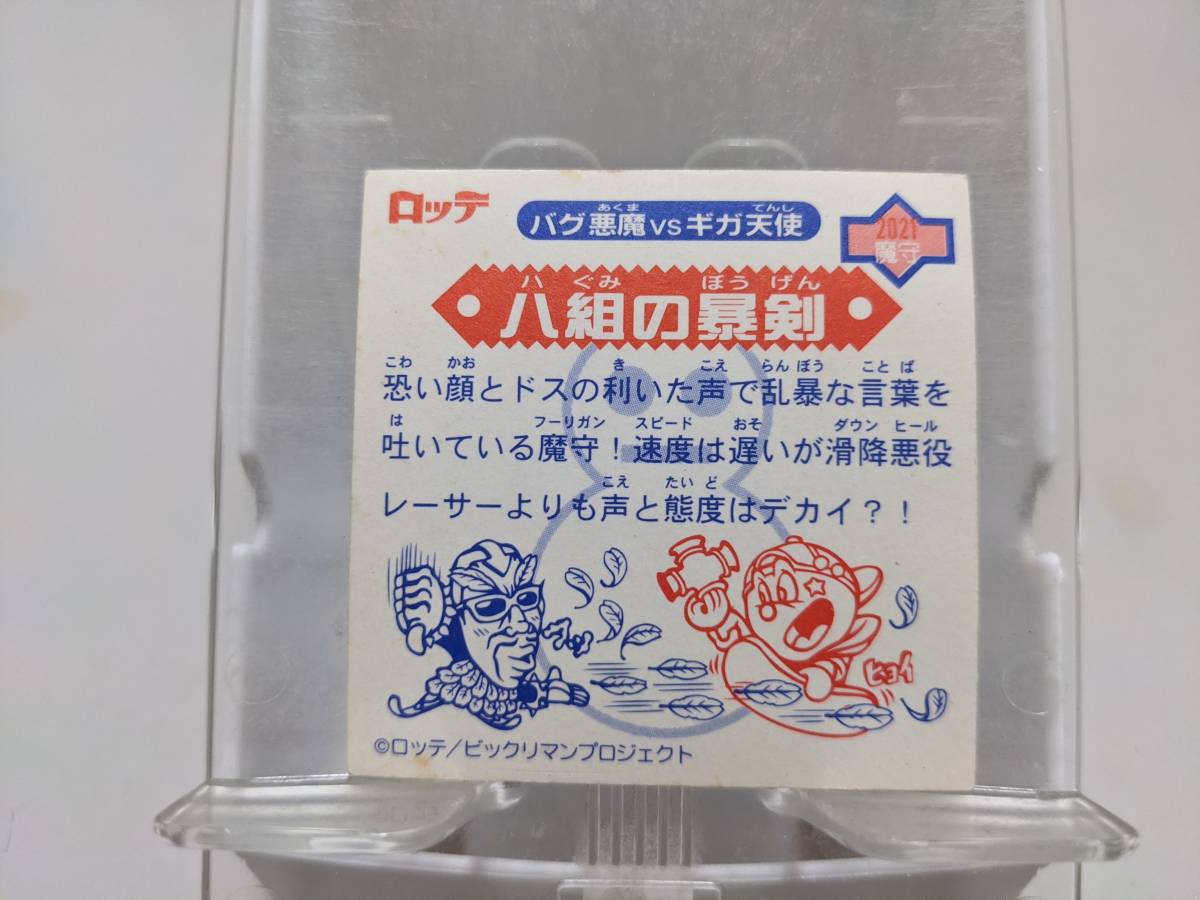 ロッテ
あくま てんし
バグ悪魔vsギガ天使
2021
魔守
ハ ぐみ ぼう げん
八組の暴剣
こわ かお き こえ らん ぼう こと ば
恐い顔とドスの利いた声で乱暴な言葉を
は フーリガン スピード おそ ダウン ヒール
吐いている魔守！速度は遅いが滑降悪役
こえ たい ど
レーサーよりも声と態度はデカイ？！
ヒョイ
©ロッテ/ビックリマンプロジェクト